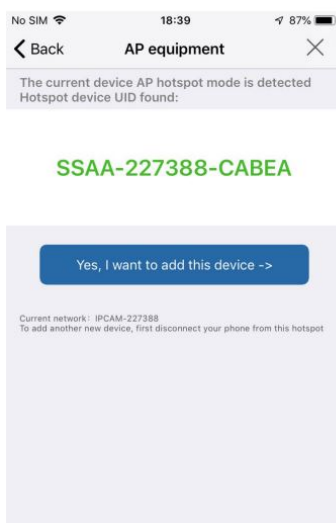 No SIM 18:39 87%
Back AP equipment
The current device AP hotspot mode is detected
Hotspot device UID found:
SSAA-227388-CABEA
Yes, I want to add this device ->
Current network: IPCAM-227388
To add another new device, first disconnect your phone from this hotspot